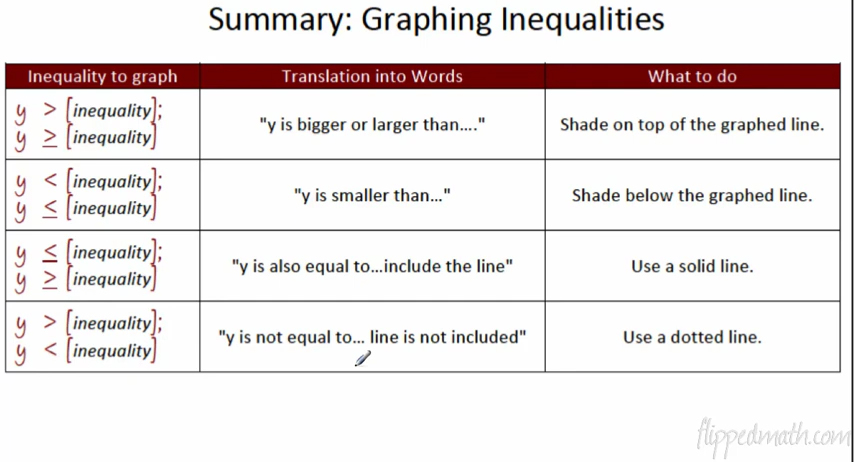 Summary: Graphing Inequalities
Inequality to graph Translation into Words What to do
y > [inequality];
y ≥ [inequality]
"y is bigger or larger than...."
Shade on top of the graphed line.
y < [inequality];
y ≤ [inequality]
"y is smaller than..."
Shade below the graphed line.
y ≤ [inequality];
y ≥ [inequality]
"y is also equal to...include the line"
Use a solid line.
y > [inequality];
y < [inequality]
"y is not equal to... line is not included"
Use a dotted line.
flippedmath.com